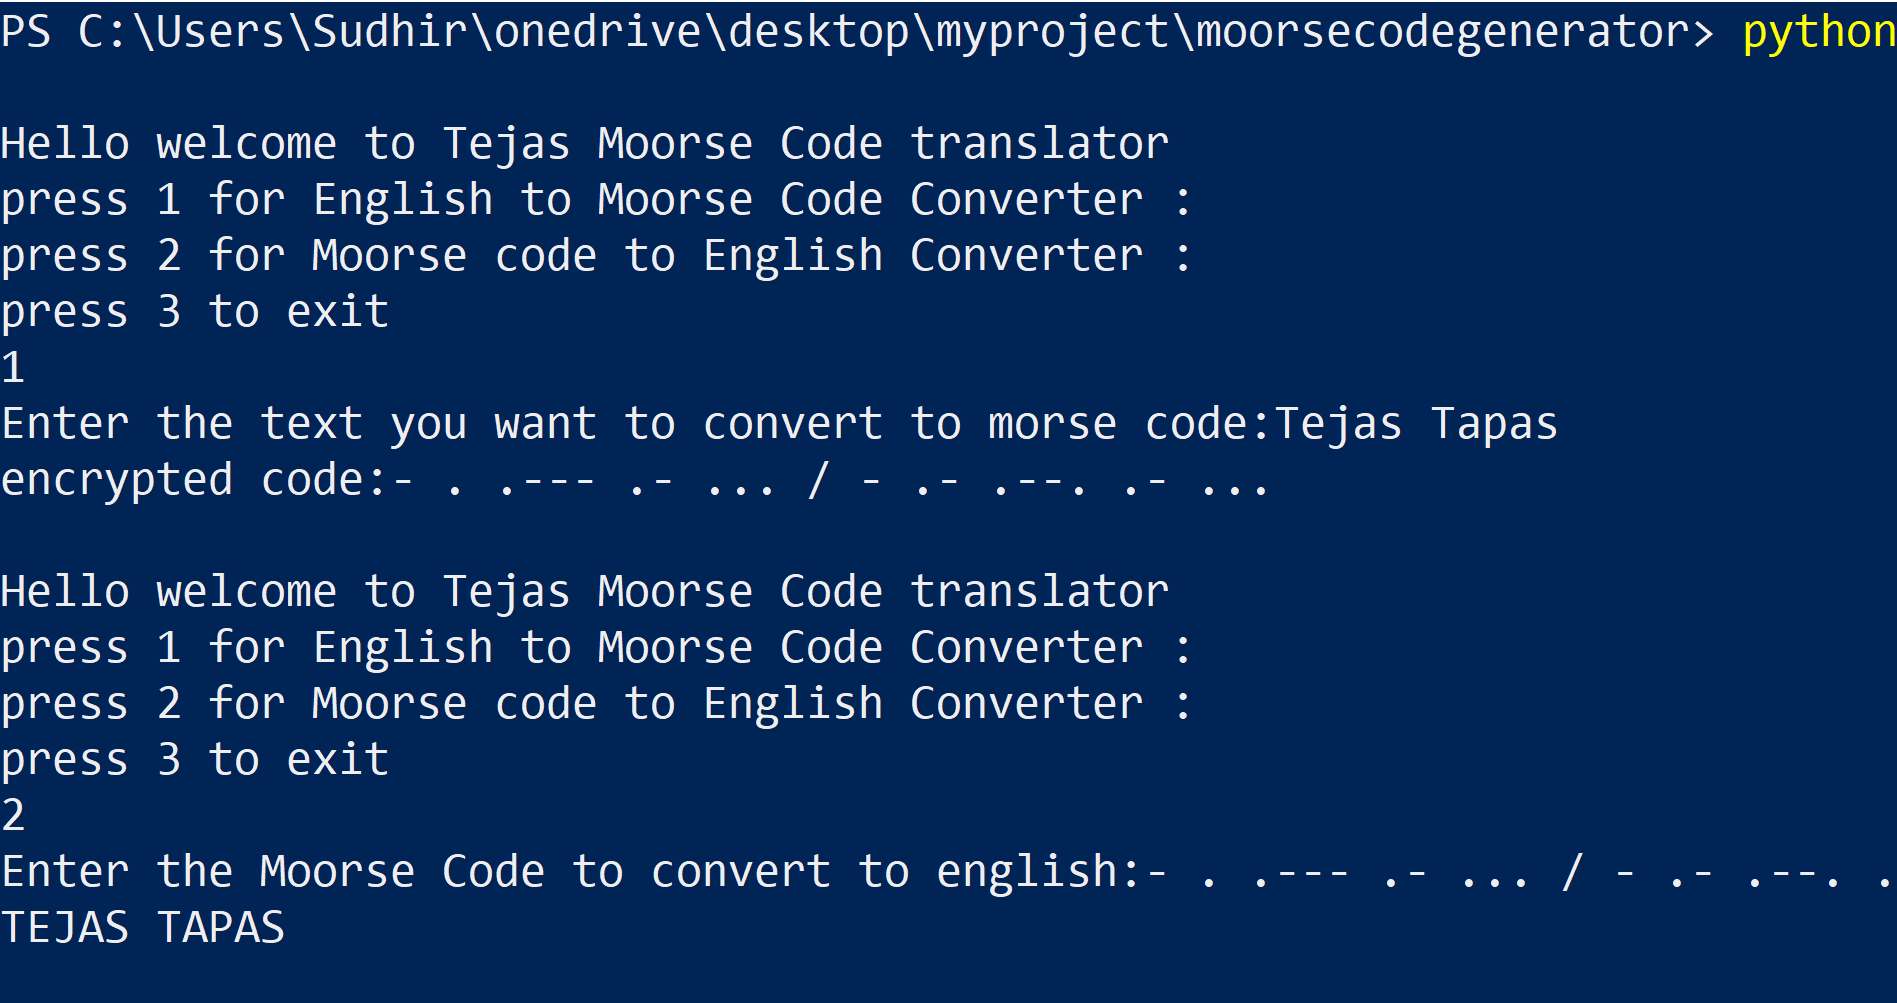 PS C:\Users\Sudhir\onedrive\desktop\myproject\moorsecodegenerator> python
Hello welcome to Tejas Moorse Code translator
press 1 for English to Moorse Code Converter :
press 2 for Moorse code to English Converter :
press 3 to exit
1
Enter the text you want to convert to morse code:Tejas Tapas
encrypted code:- . .--- .- ... / - .- .--. .- ...
Hello welcome to Tejas Moorse Code translator
press 1 for English to Moorse Code Converter :
press 2 for Moorse code to English Converter :
press 3 to exit
2
Enter the Moorse Code to convert to english:- . .--- .- ... / - .- .--. .
TEJAS TAPAS